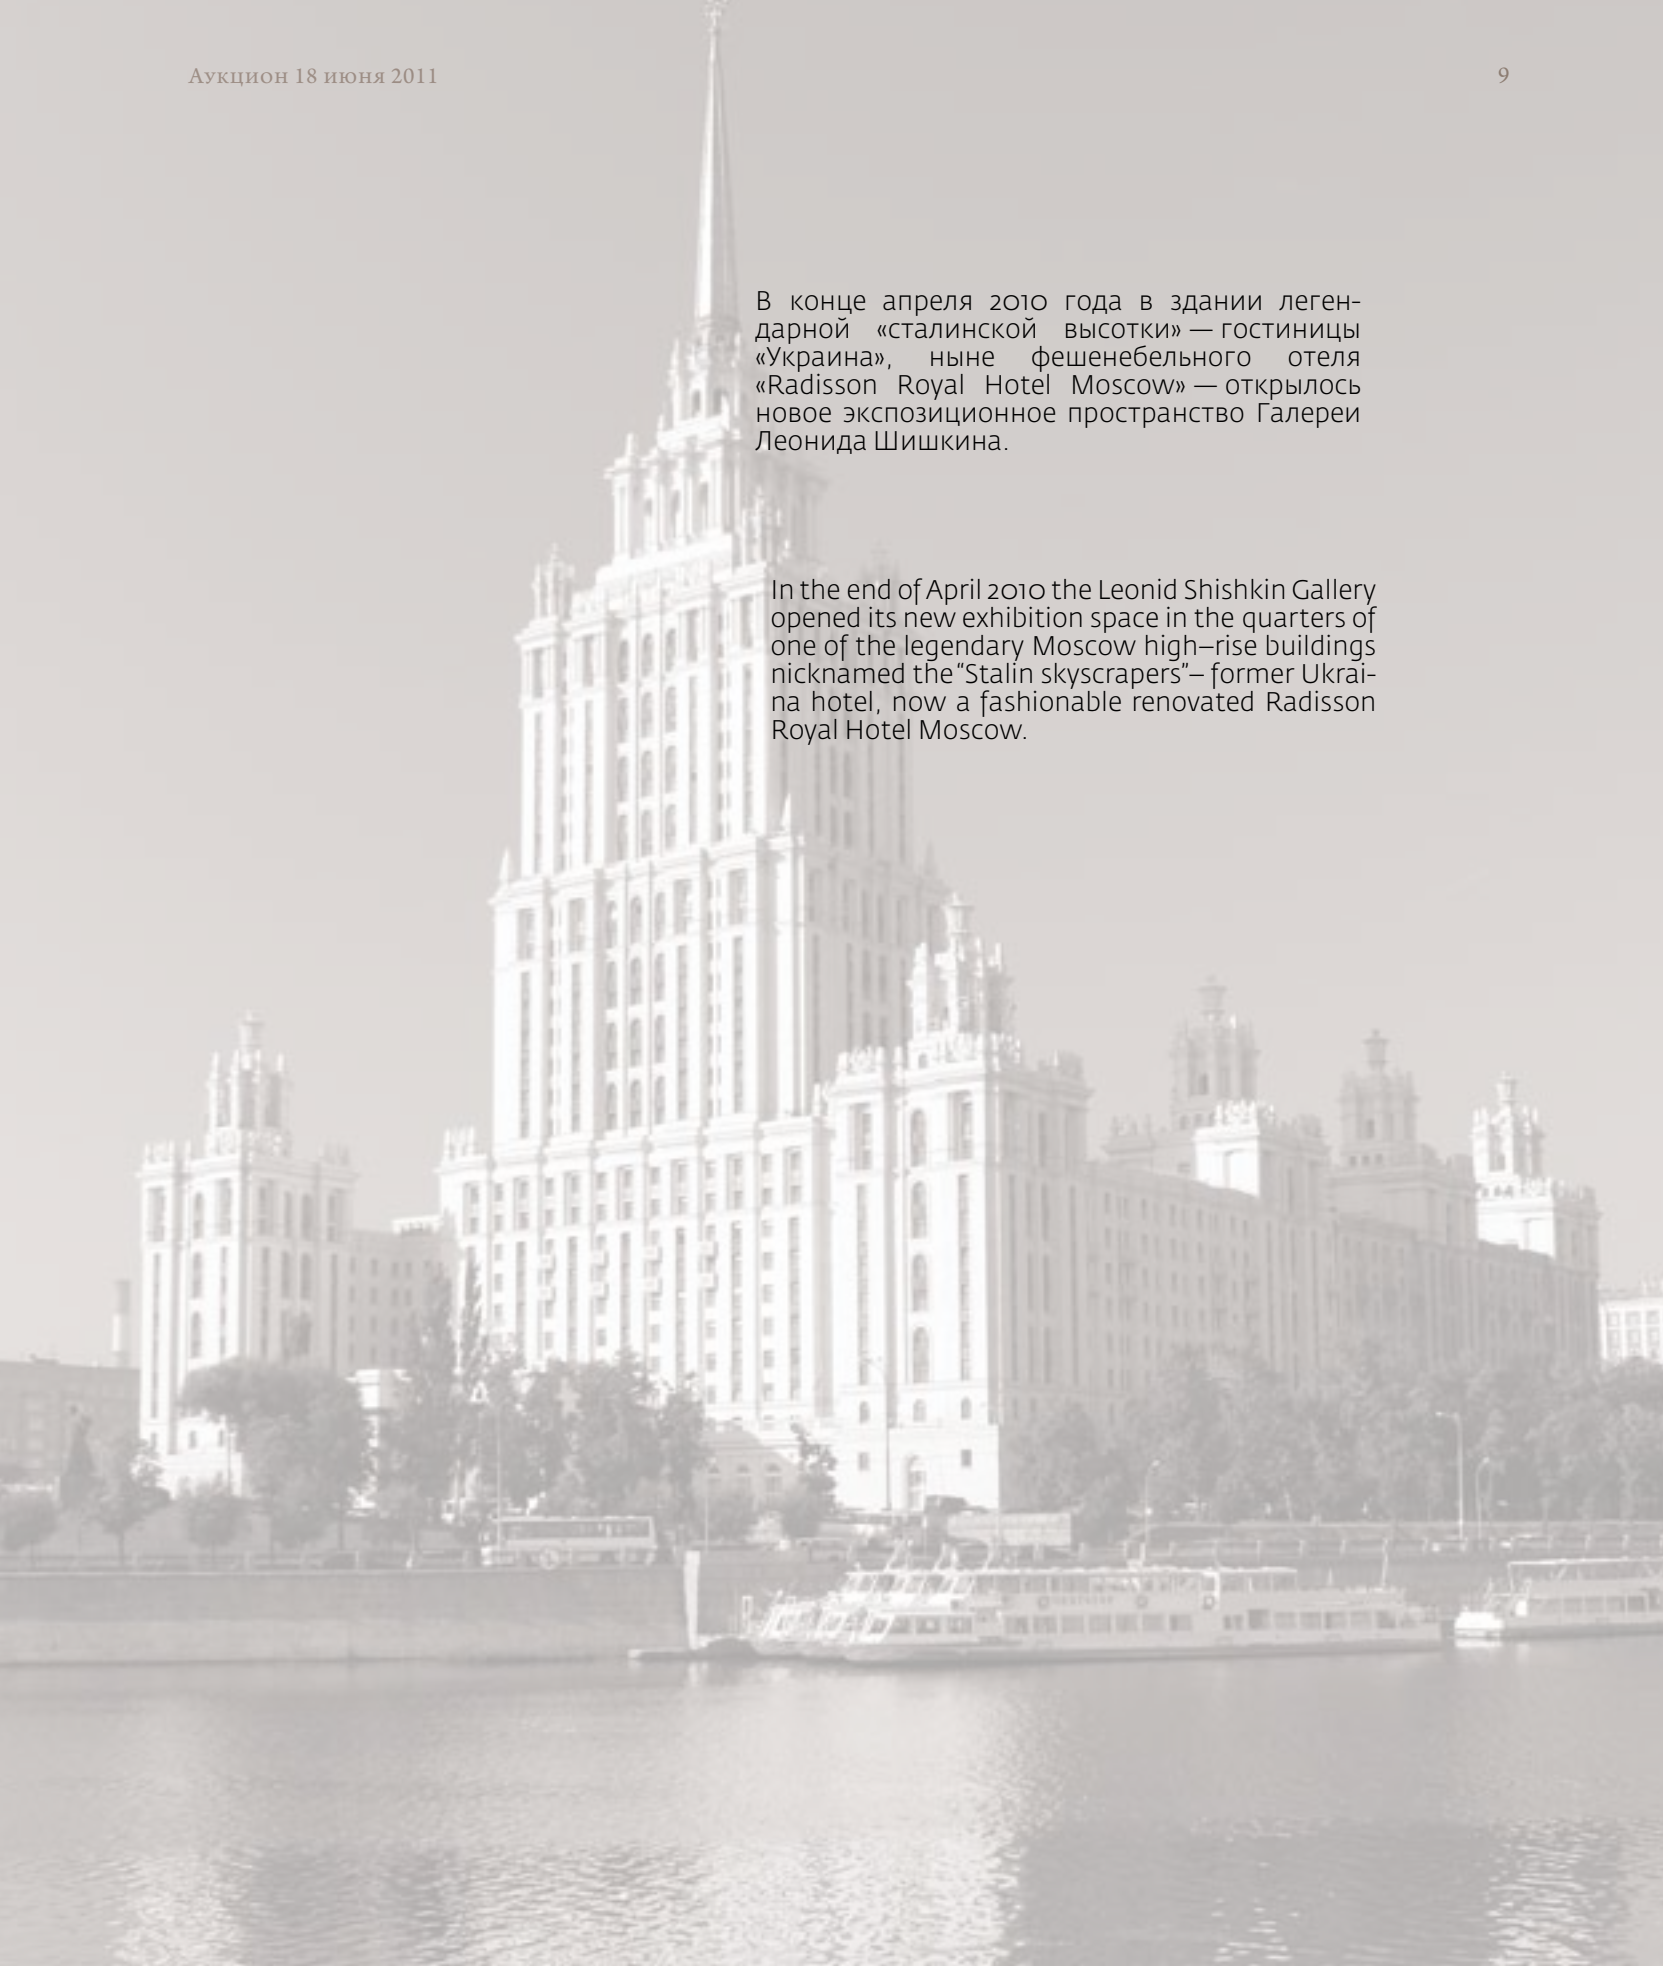 Аукцион 18 июня 2011
9
В конце апреля 2010 года в здании леген-
дарной «сталинской высотки» — гостиницы
«Украина», ныне фешенебельного отеля
«Radisson Royal Hotel Moscow» — открылось
новое экспозиционное пространство Галереи
Леонида Шишкина.
In the end of April 2010 the Leonid Shishkin Gallery
opened its new exhibition space in the quarters of
one of the legendary Moscow high–rise buildings
nicknamed the “Stalin skyscrapers”– former Ukrai-
na hotel, now a fashionable renovated Radisson
Royal Hotel Moscow.